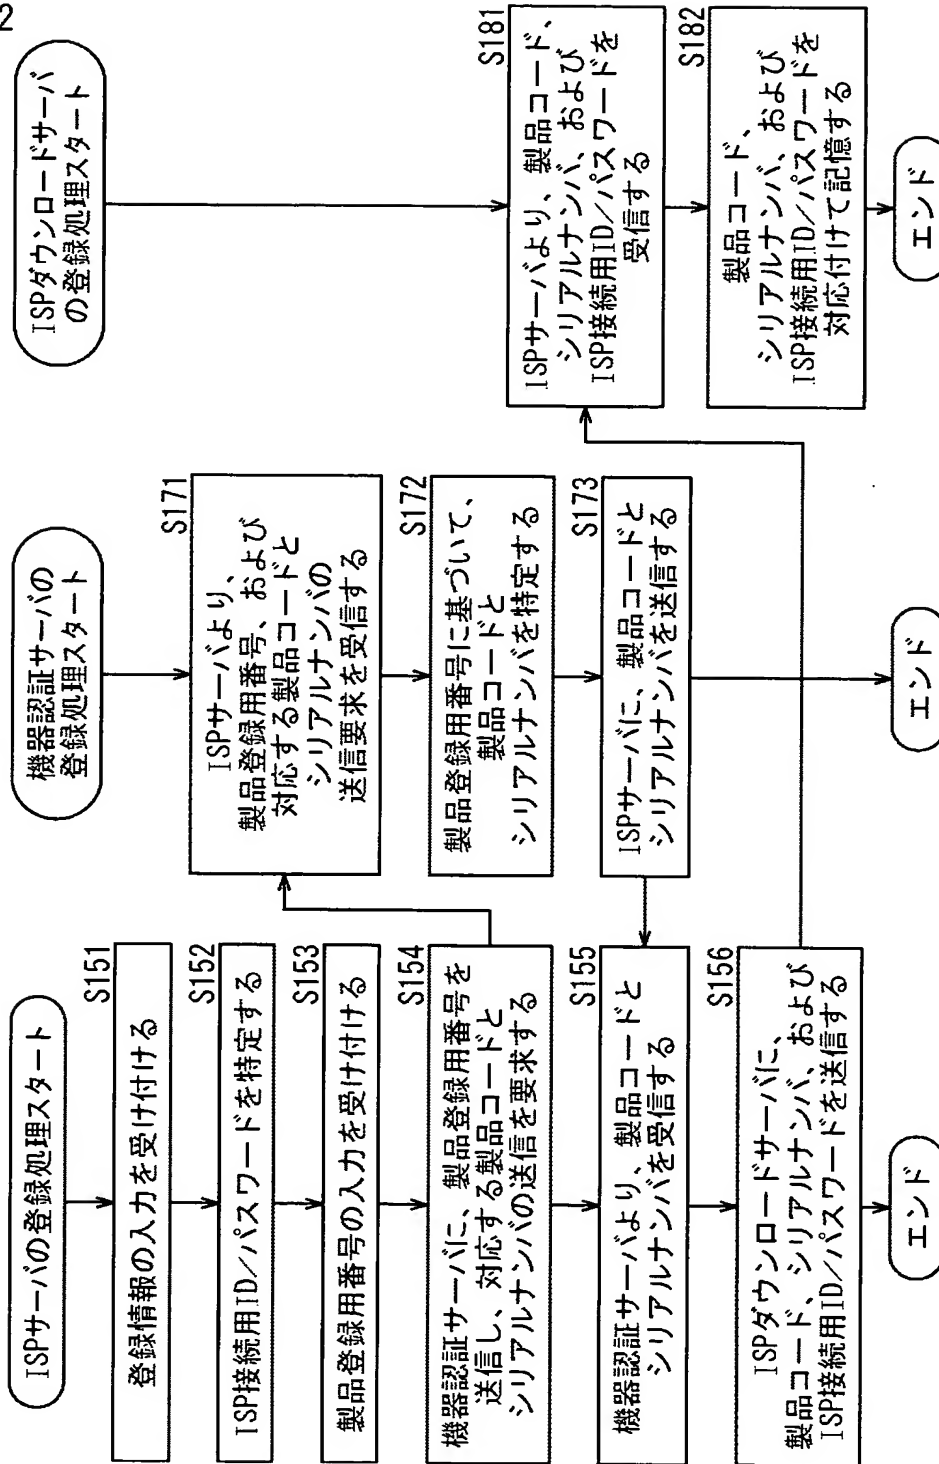 2
ISPサーバの登録処理スタート
S151
登録情報の入力を受け付ける
S152
ISP接続用ID/パスワードを特定する
S153
製品登録用番号の入力を受け付ける
S154
機器認証サーバに、製品登録用番号を
送信し、対応する製品コードと
シリアルナンバの送信を要求する
S155
機器認証サーバより、製品コードと
シリアルナンバを受信する
S156
ISPダウンロードサーバに、
製品コード、シリアルナンバ、および
ISP接続用ID/パスワードを送信する
エンド
機器認証サーバの
登録処理スタート
S171
ISPサーバより、
製品登録用番号、および
対応する製品コードと
シリアルナンバの
送信要求を受信する
S172
製品登録用番号に基づいて、
製品コードと
シリアルナンバを特定する
S173
ISPサーバに、製品コードと
シリアルナンバを送信する
エンド
ISPダウンロードサーバ
の登録処理スタート
S181
ISPサーバより、製品コード、
シリアルナンバ、および
ISP接続用ID/パスワードを
受信する
S182
製品コード、
シリアルナンバ、および
ISP接続用ID/パスワードを
対応付けて記憶する
エンド